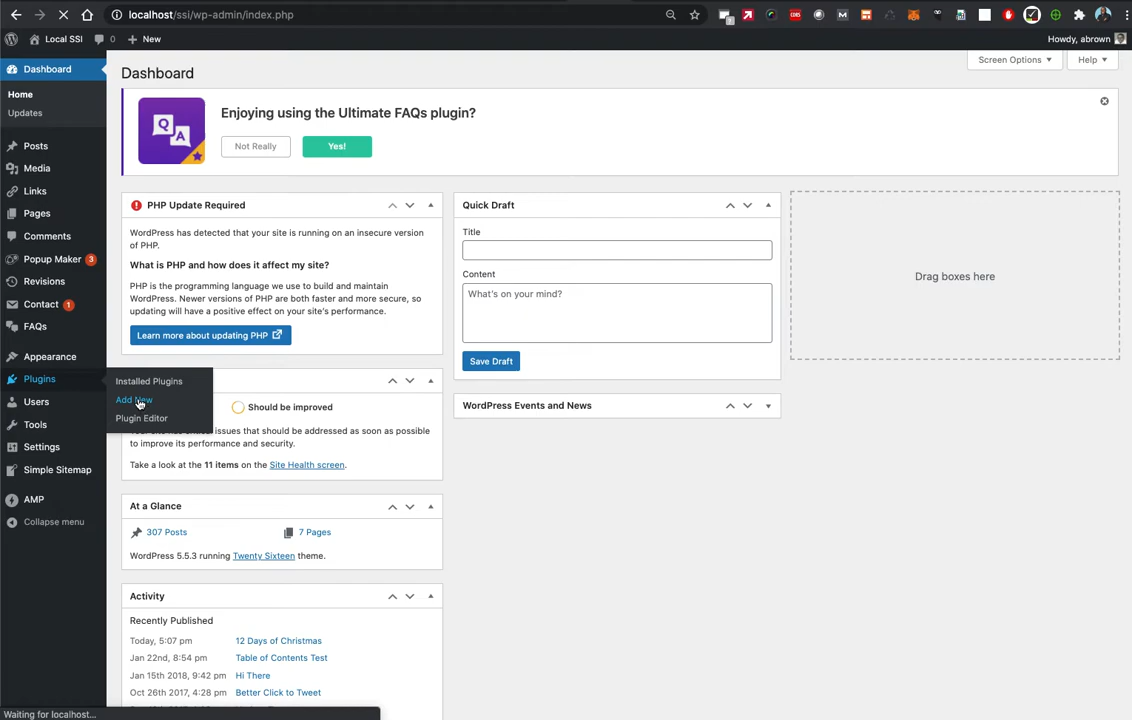 localhost/ssi/wp-admin/index.php
Local SSI
0
New
Howdy, abrown
Dashboard
Home
Updates
Posts
Media
Links
Pages
Comments
Popup Maker 3
Revisions
Contact 1
FAQs
Appearance
Plugins
Users
Tools
Settings
Simple Sitemap
AMP
Collapse menu
Installed Plugins
Add New
Plugin Editor
Dashboard
Screen Options
Help
Enjoying using the Ultimate FAQs plugin?
Q
A
Not Really
Yes!
PHP Update Required
WordPress has detected that your site is running on an insecure version
of PHP.
What is PHP and how does it affect my site?
PHP is the programming language we use to build and maintain
WordPress. Newer versions of PHP are both faster and more secure, so
updating will have a positive effect on your site's performance.
Learn more about updating PHP
Should be improved
issues that should be addressed as soon as possible
to improve its performance and security.
Take a look at the 11 items on the Site Health screen.
At a Glance
307 Posts
7 Pages
WordPress 5.5.3 running Twenty Sixteen theme.
Activity
Recently Published
Today, 5:07 pm 12 Days of Christmas
Jan 22nd, 8:54 pm Table of Contents Test
Jan 15th 2018, 9:42 pm Hi There
Oct 26th 2017, 4:28 pm Better Click to Tweet
Quick Draft
Title
Content
What's on your mind?
Save Draft
WordPress Events and News
Drag boxes here
Waiting for localhost...